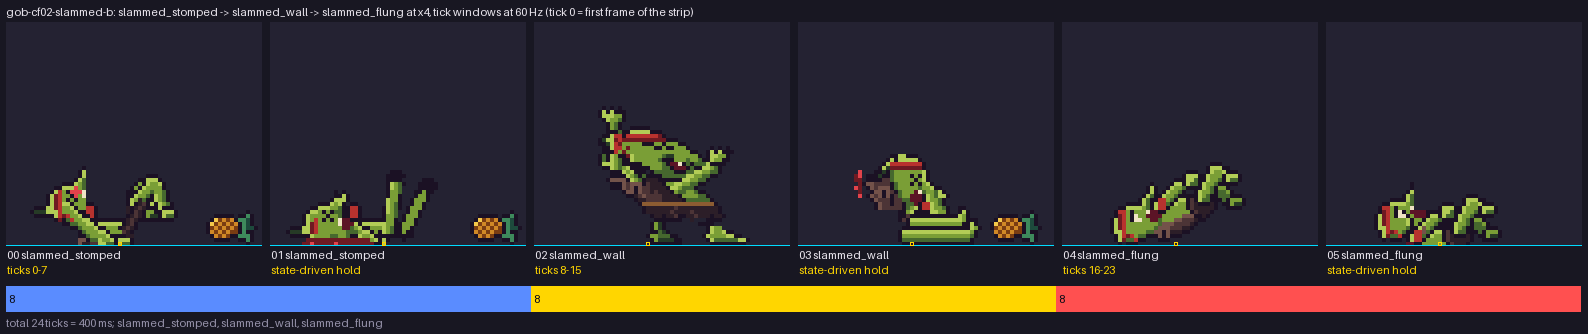 gob-cf02-slammed-b: slammed_stomped -> slammed_wall -> slammed_flung at x4, tick windows at 60 Hz (tick 0 = first frame of the strip)
00 slammed_stomped
ticks 0-7
01 slammed_stomped
state-driven hold
02 slammed_wall
ticks 8-15
03 slammed_wall
state-driven hold
04 slammed_flung
ticks 16-23
05 slammed_flung
state-driven hold
8
8
8
total 24 ticks = 400 ms; slammed_stomped, slammed_wall, slammed_flung